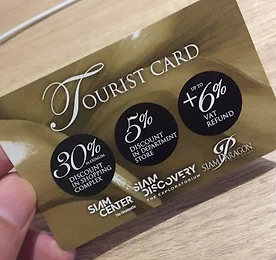 TOURIST CARD
30%
MAXIMUM
DISCOUNT
IN SHOPPING
COMPLEX
5%
DISCOUNT
IN DEPARTMENT
STORE
UP TO
+6%
VAT
REFUND
SIAM
CENTER
SIAM
DISCOVERY
THE EXPLORATORIUM
SIAM PARAGON